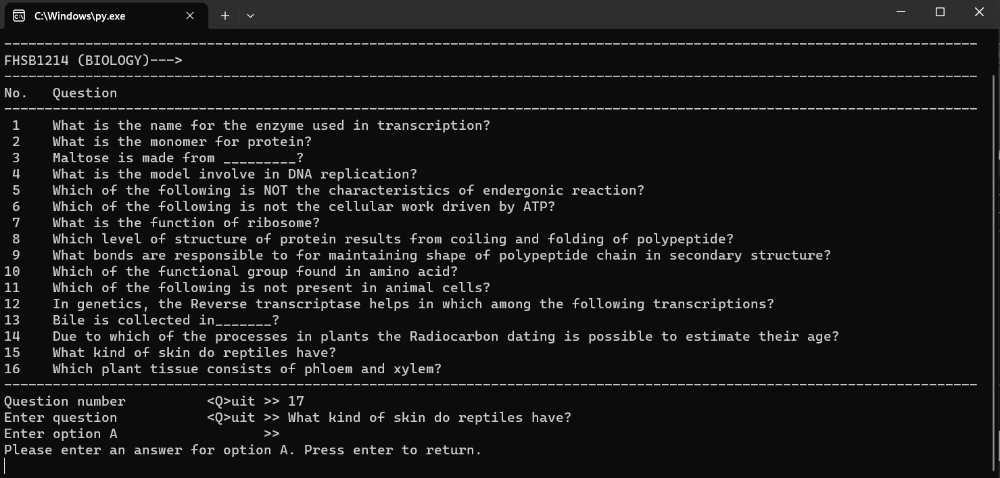 C:\Windows\py.exe
------------------------------------------------------------------------------------------------------------------------
FHSB1214 (BIOLOGY)--->
------------------------------------------------------------------------------------------------------------------------
No.   Question
------------------------------------------------------------------------------------------------------------------------
 1    What is the name for the enzyme used in transcription?
 2    What is the monomer for protein?
 3    Maltose is made from _________?
 4    What is the model involve in DNA replication?
 5    Which of the following is NOT the characteristics of endergonic reaction?
 6    Which of the following is not the cellular work driven by ATP?
 7    What is the function of ribosome?
 8    Which level of structure of protein results from coiling and folding of polypeptide?
 9    What bonds are responsible to for maintaining shape of polypeptide chain in secondary structure?
10    Which of the functional group found in amino acid?
11    Which of the following is not present in animal cells?
12    In genetics, the Reverse transcriptase helps in which among the following transcriptions?
13    Bile is collected in_______?
14    Due to which of the processes in plants the Radiocarbon dating is possible to estimate their age?
15    What kind of skin do reptiles have?
16    Which plant tissue consists of phloem and xylem?
------------------------------------------------------------------------------------------------------------------------
Question number          <Q>uit >> 17
Enter question           <Q>uit >> What kind of skin do reptiles have?
Enter option A                  >>
Please enter an answer for option A. Press enter to return.